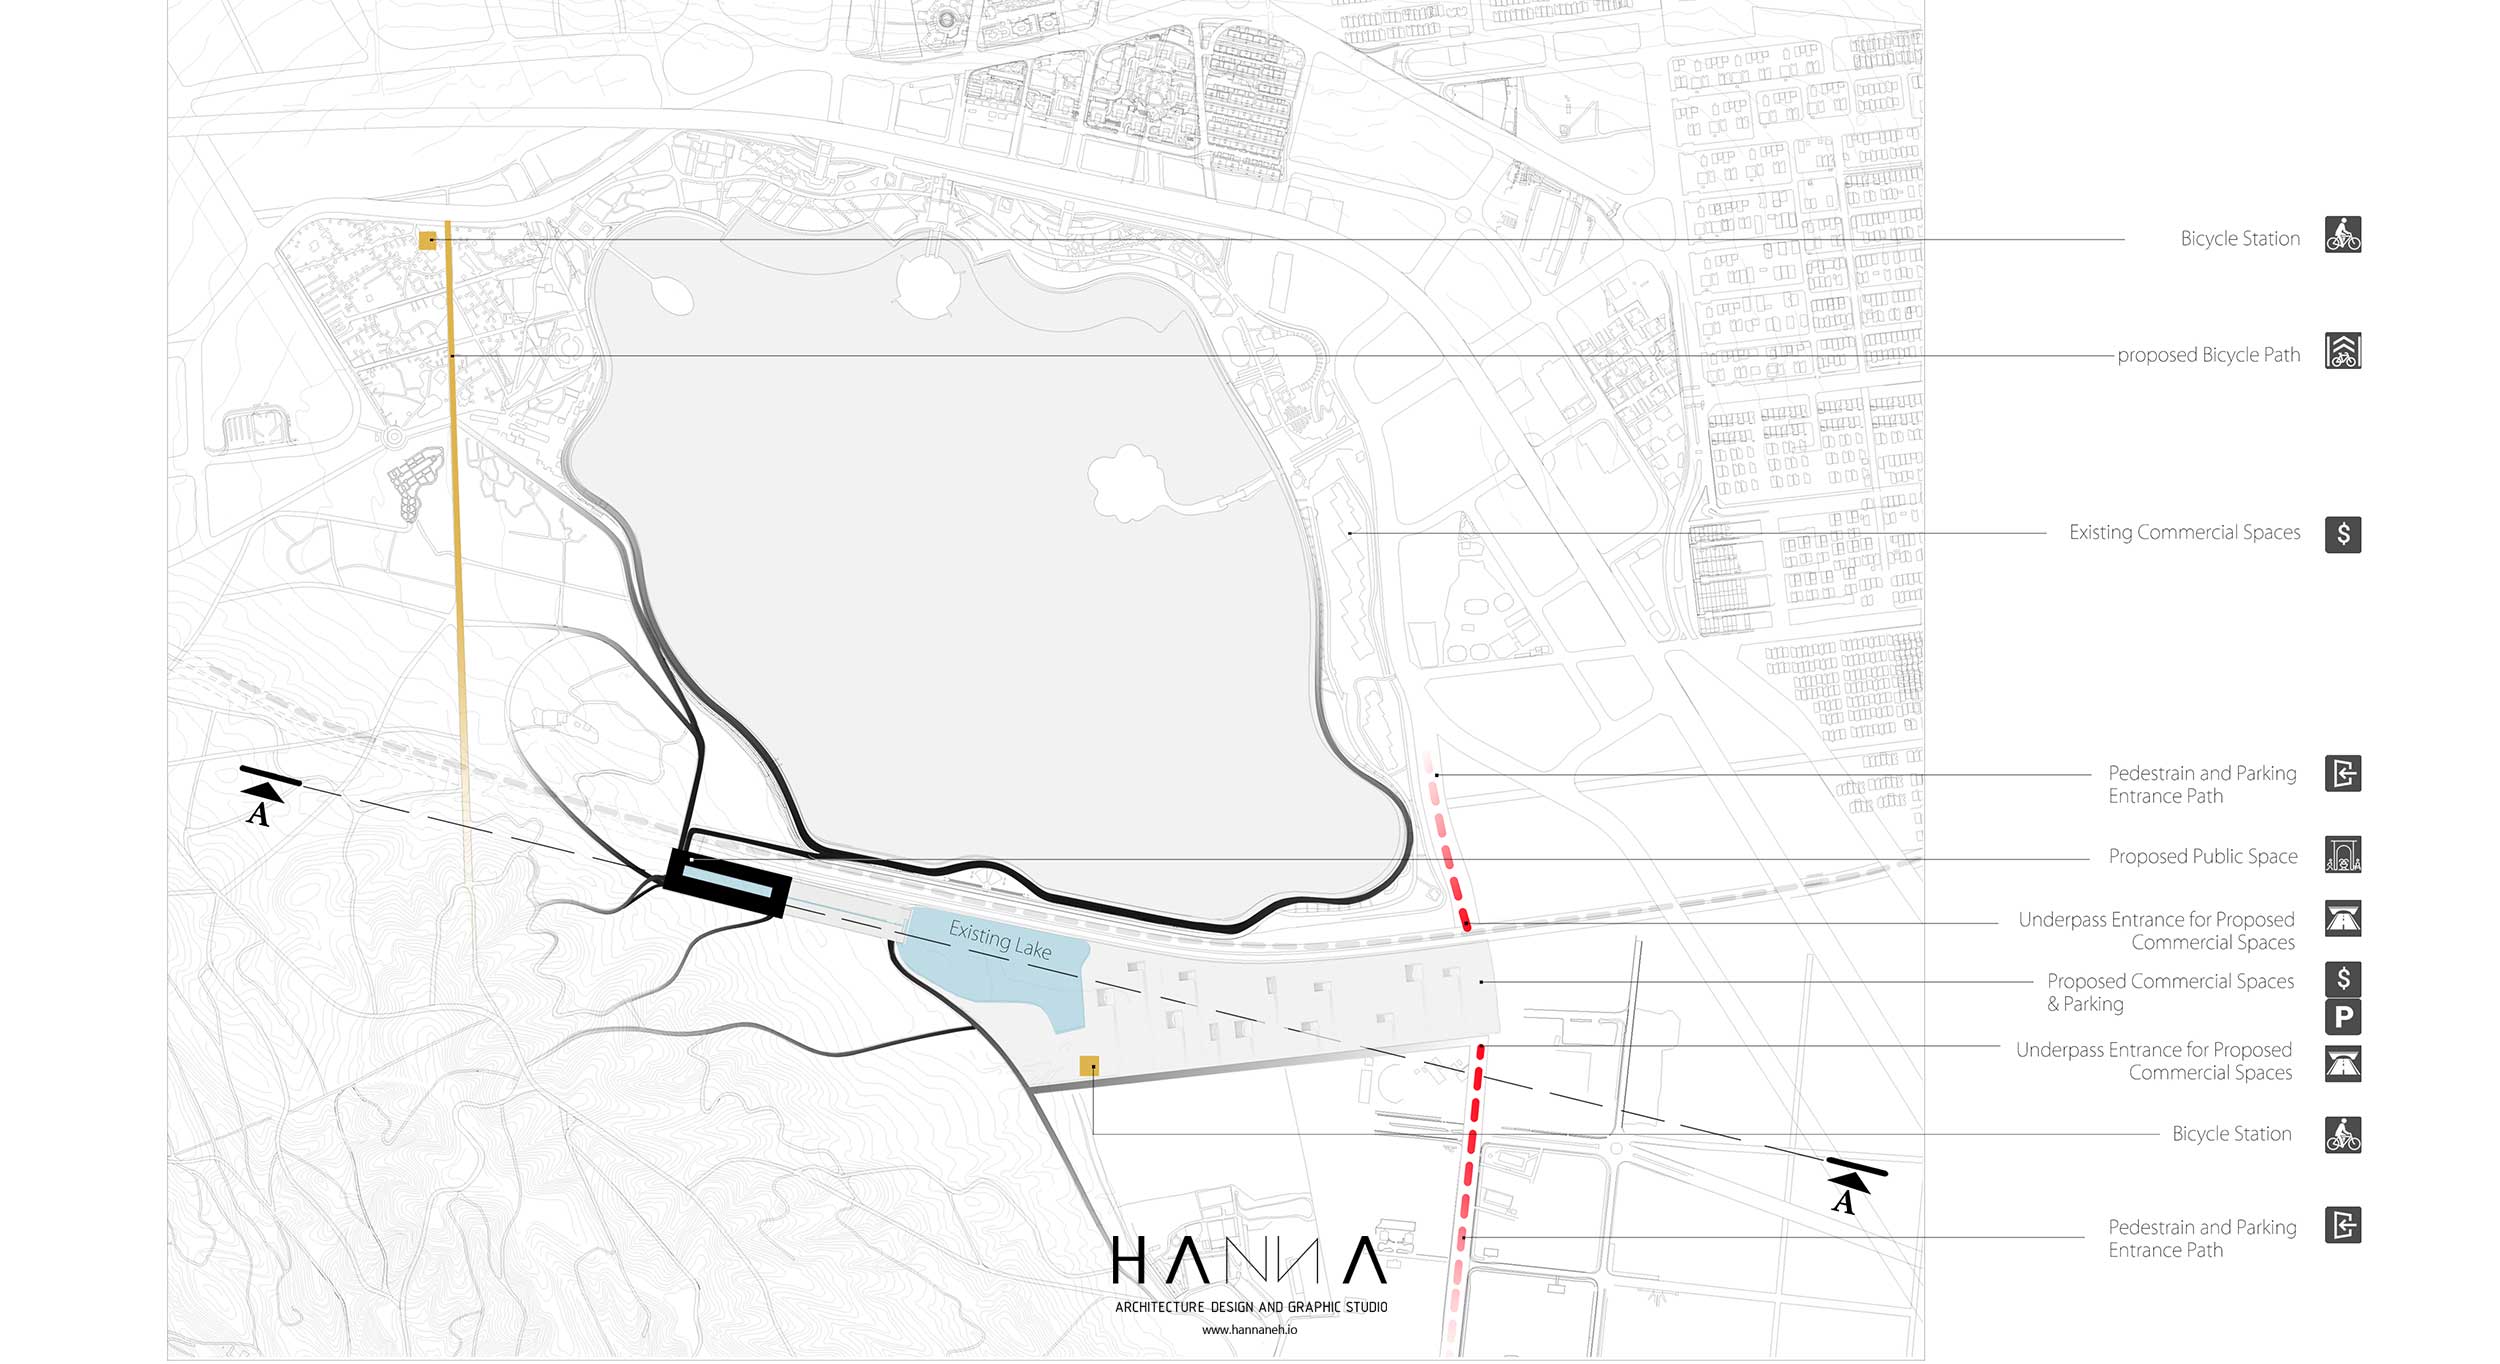 Bicycle Station
proposed Bicycle Path
Existing Commercial Spaces
$
Pedestrain and Parking
Entrance Path
A
Proposed Public Space
Underpass Entrance for Proposed
Commercial Spaces
Existing Lake
Proposed Commercial Spaces
& Parking
$
P
Underpass Entrance for Proposed
Commercial Spaces
Bicycle Station
A
Pedestrain and Parking
Entrance Path
HANNA
ARCHITECTURE DESIGN AND GRAPHIC STUDIO
www.hannaneh.io